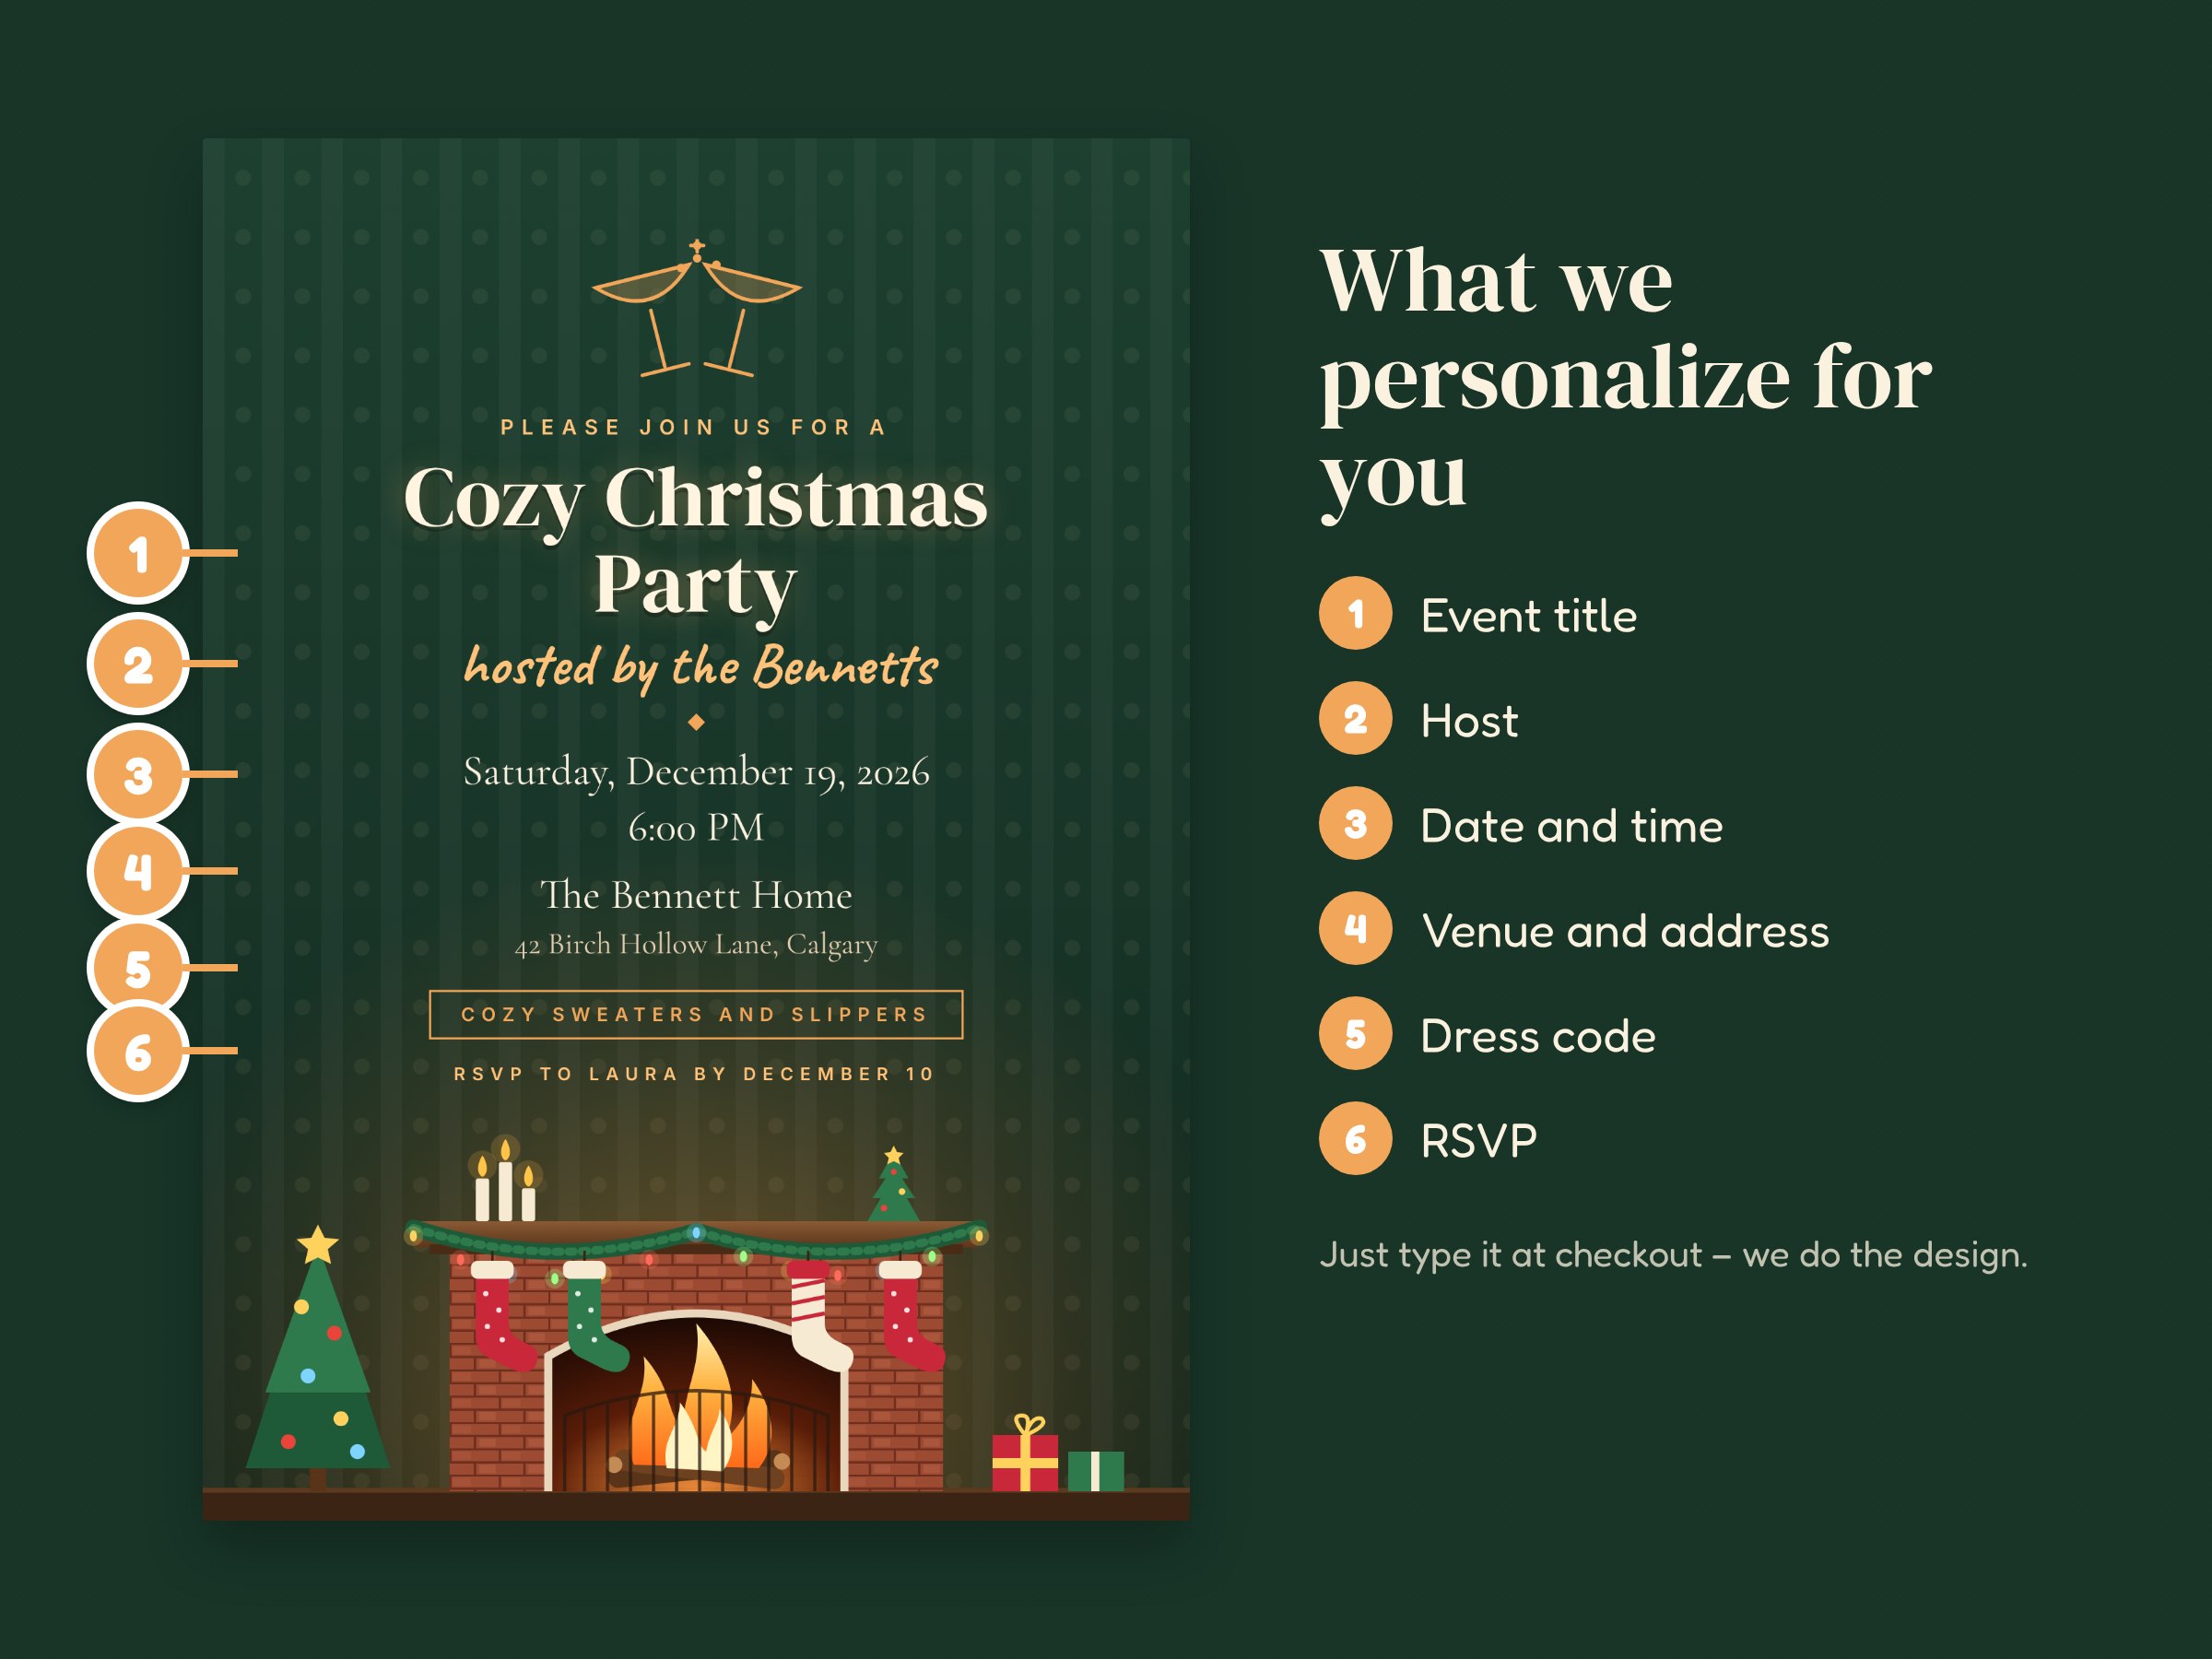 PLEASE JOIN US FOR A
Cozy Christmas
Party
hosted by the Bennetts
Saturday, December 19, 2026
6:00 PM
The Bennett Home
42 Birch Hollow Lane, Calgary
COZY SWEATERS AND SLIPPERS
RSVP TO LAURA BY DECEMBER 10
1
2
3
4
5
6
What we
personalize for
you
1 Event title
2 Host
3 Date and time
4 Venue and address
5 Dress code
6 RSVP
Just type it at checkout – we do the design.